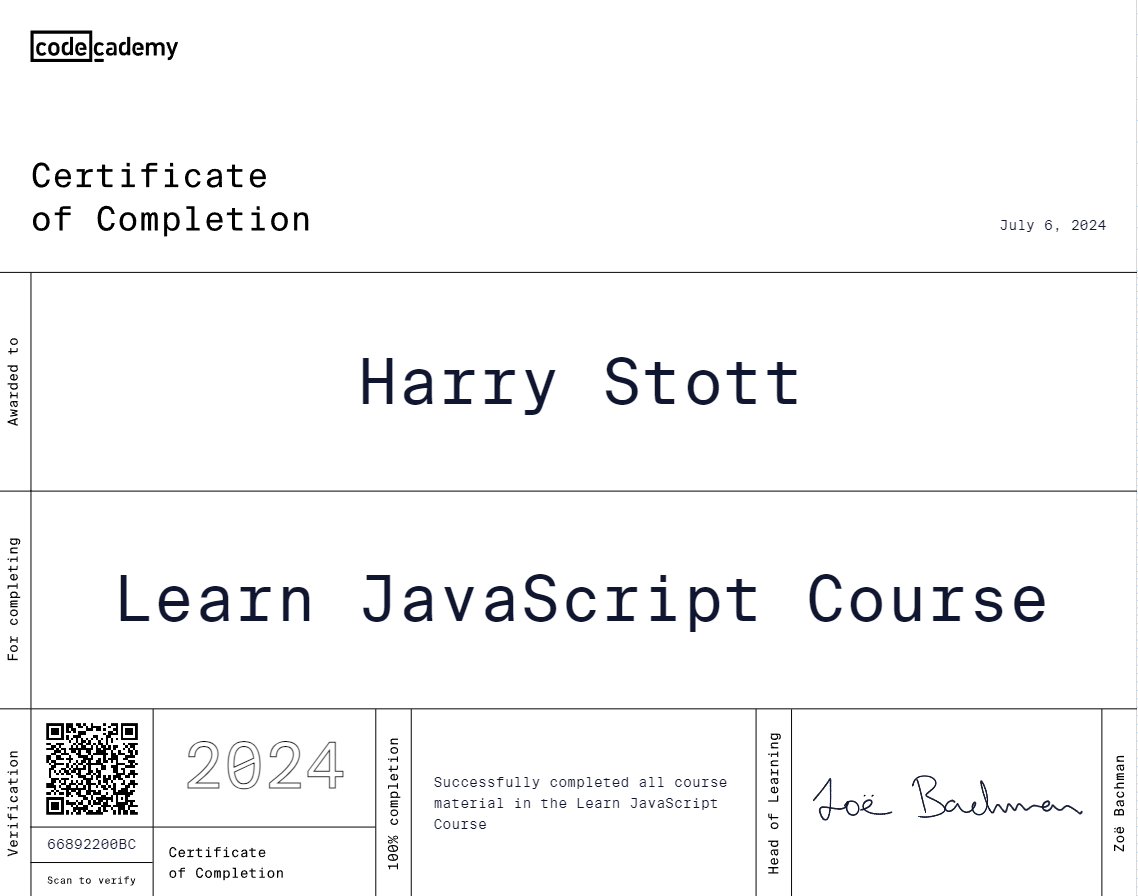 codecademy
Certificate
of Completion
July 6, 2024
Awarded to
Harry Stott
For completing
Learn JavaScript Course
Verification
66892200BC
Scan to verify
2024
Certificate
of Completion
100% completion
Successfully completed all course
material in the Learn JavaScript
Course
Head of Learning
Zoë Bachman
Zoë Bachman